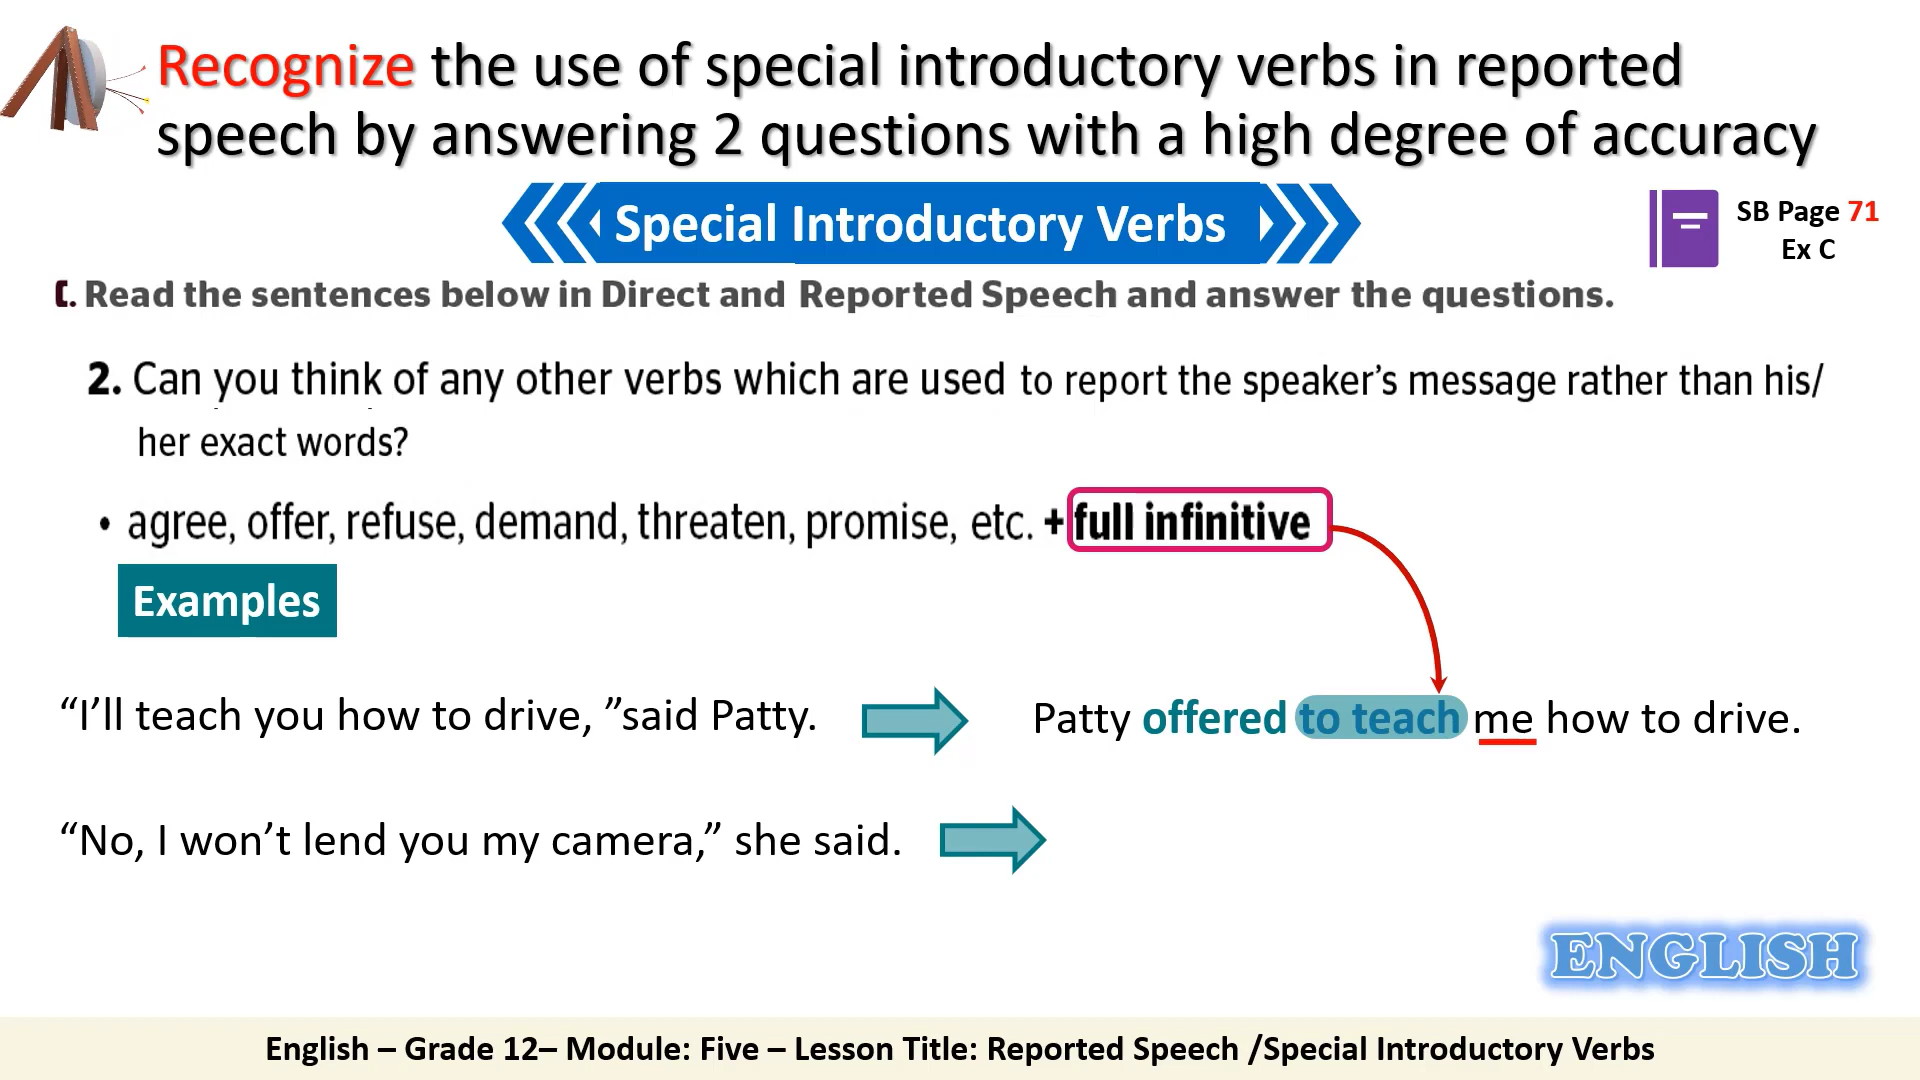 Recognize the use of special introductory verbs in reported
speech by answering 2 questions with a high degree of accuracy
Special Introductory Verbs
SB Page 71
Ex C
C. Read the sentences below in Direct and Reported Speech and answer the questions.
2. Can you think of any other verbs which are used to report the speaker's message rather than his/
her exact words?
• agree, offer, refuse, demand, threaten, promise, etc. + full infinitive
Examples
“I’ll teach you how to drive, ”said Patty.
Patty offered to teach me how to drive.
“No, I won’t lend you my camera,” she said.
ENGLISH
English – Grade 12– Module: Five – Lesson Title: Reported Speech /Special Introductory Verbs